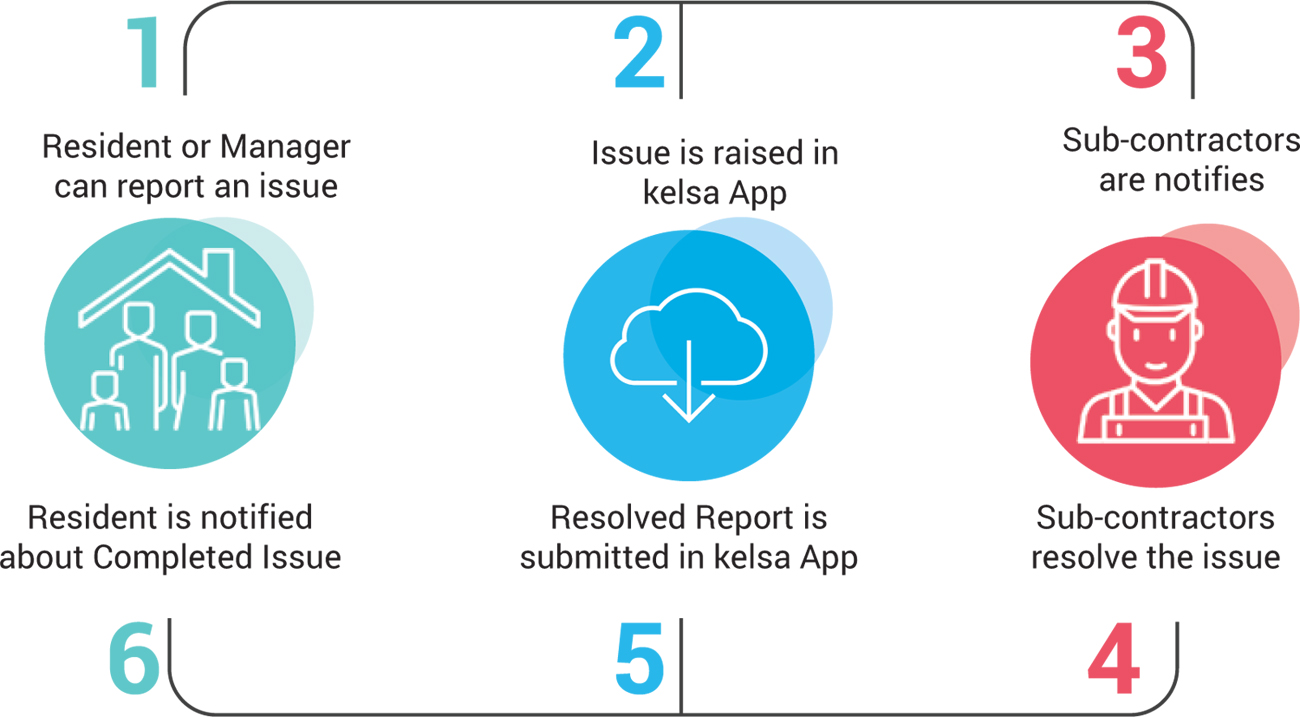 1
Resident or Manager
can report an issue
2
Issue is raised in
kelsa App
3
Sub-contractors
are notifies
Sub-contractors
resolve the issue
4
Resolved Report is
submitted in kelsa App
5
Resident is notified
about Completed Issue
6